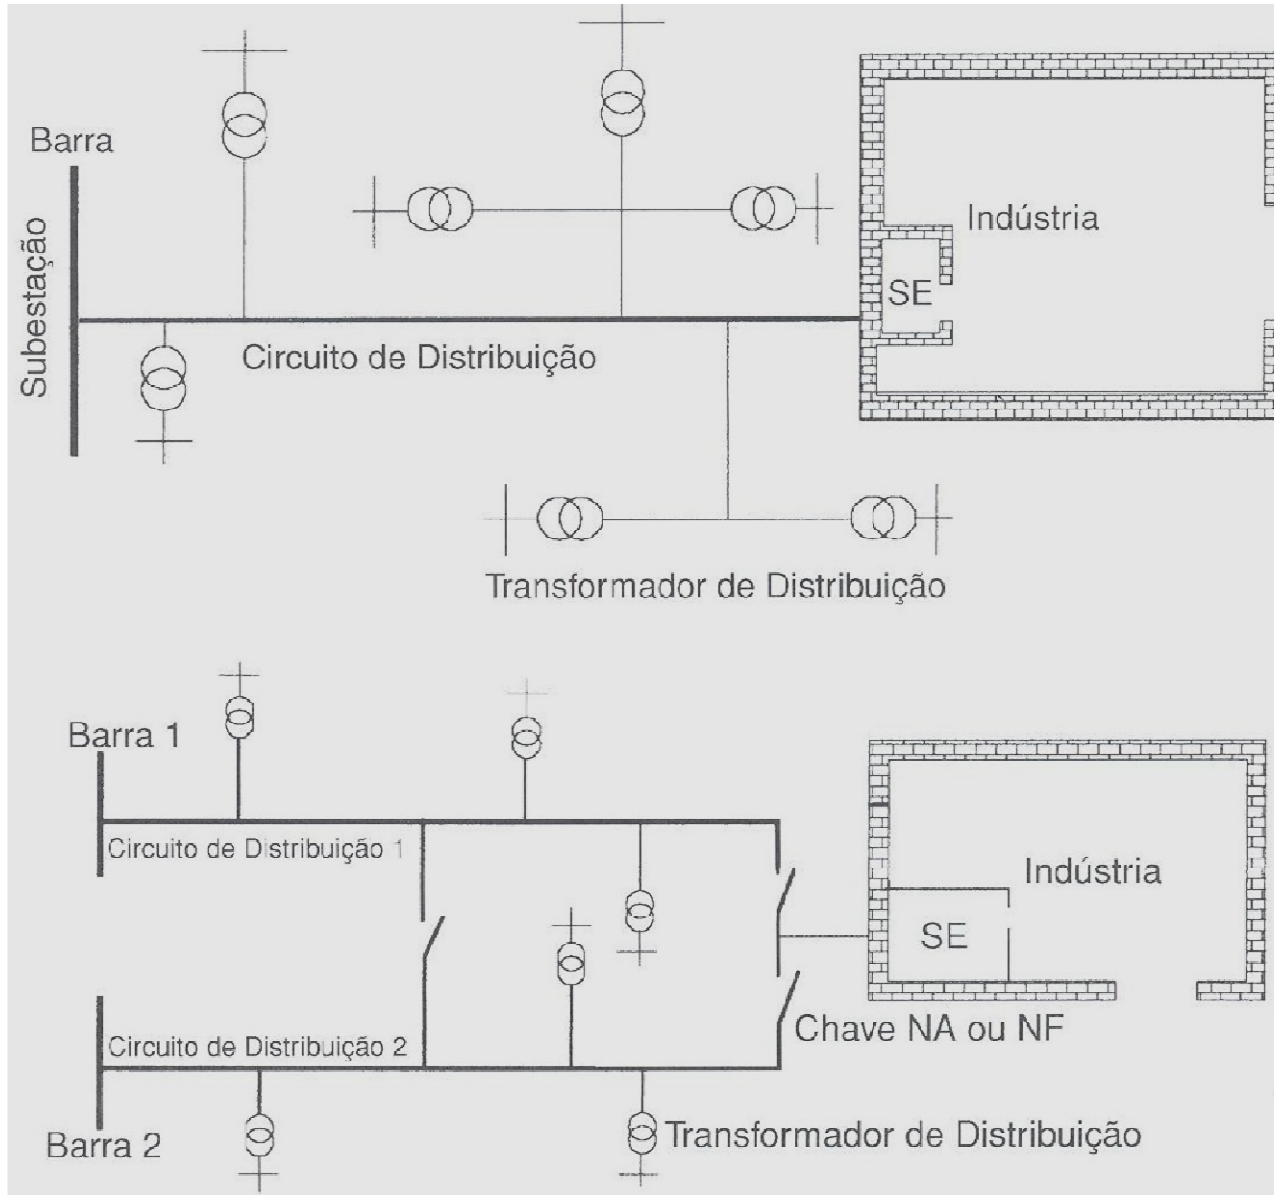 Barra
Subestação
Indústria
SE
Circuito de Distribuição
Transformador de Distribuição
Barra 1
Circuito de Distribuição 1
Indústria
SE
Chave NA ou NF
Circuito de Distribuição 2
Barra 2
Transformador de Distribuição